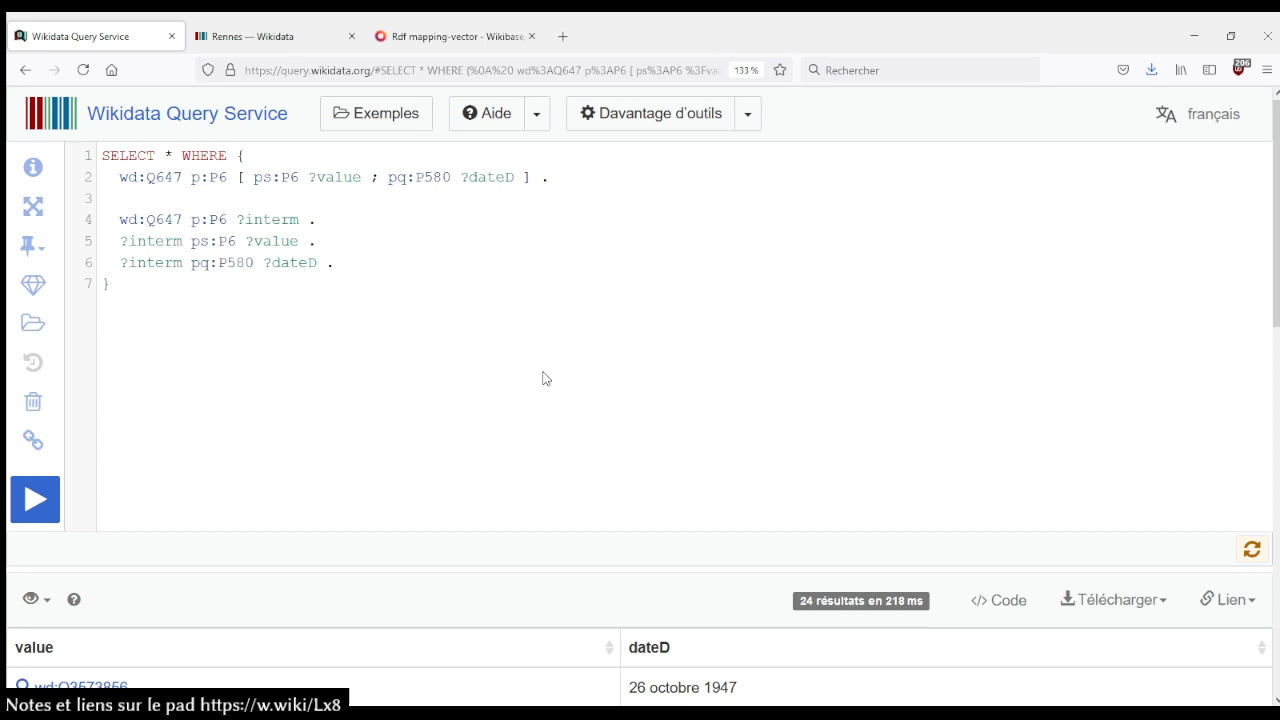 Wikidata Query Service
Rennes — Wikidata
Rdf mapping-vector - Wikibase
https://query.wikidata.org/#SELECT * WHERE {%0A%20 wd%3AQ647 p%3AP6 [ ps%3AP6 %3Fva
133 %
Rechercher
206
Wikidata Query Service
Exemples
Aide
Davantage d'outils
français
1 SELECT * WHERE {
2 wd:Q647 p:P6 [ ps:P6 ?value ; pq:P580 ?dateD ] .
3
4 wd:Q647 p:P6 ?interm .
5 ?interm ps:P6 ?value .
6 ?interm pq:P580 ?dateD .
7 }
24 résultats en 218 ms
</> Code
Télécharger
Lien
value
dateD
wd:Q3573856
26 octobre 1947
Notes et liens sur le pad https://w.wiki/Lx8